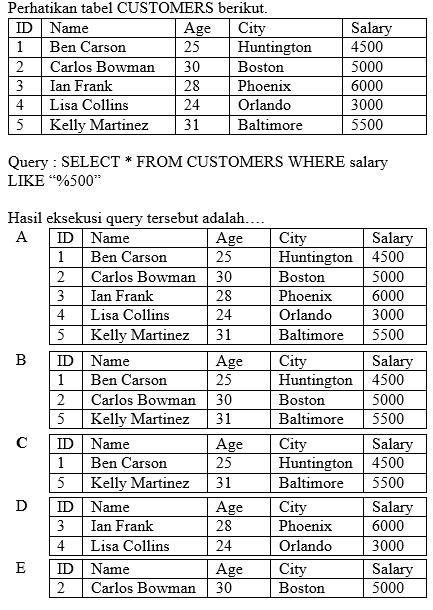 Perhatikan tabel CUSTOMERS berikut.
ID Name Age City Salary
1 Ben Carson 25 Huntington 4500
2 Carlos Bowman 30 Boston 5000
3 Ian Frank 28 Phoenix 6000
4 Lisa Collins 24 Orlando 3000
5 Kelly Martinez 31 Baltimore 5500
Query : SELECT * FROM CUSTOMERS WHERE salary
LIKE “%500”
Hasil eksekusi query tersebut adalah….
A ID Name Age City Salary
1 Ben Carson 25 Huntington 4500
2 Carlos Bowman 30 Boston 5000
3 Ian Frank 28 Phoenix 6000
4 Lisa Collins 24 Orlando 3000
5 Kelly Martinez 31 Baltimore 5500
B ID Name Age City Salary
1 Ben Carson 25 Huntington 4500
2 Carlos Bowman 30 Boston 5000
5 Kelly Martinez 31 Baltimore 5500
C ID Name Age City Salary
1 Ben Carson 25 Huntington 4500
5 Kelly Martinez 31 Baltimore 5500
D ID Name Age City Salary
3 Ian Frank 28 Phoenix 6000
4 Lisa Collins 24 Orlando 3000
E ID Name Age City Salary
2 Carlos Bowman 30 Boston 5000